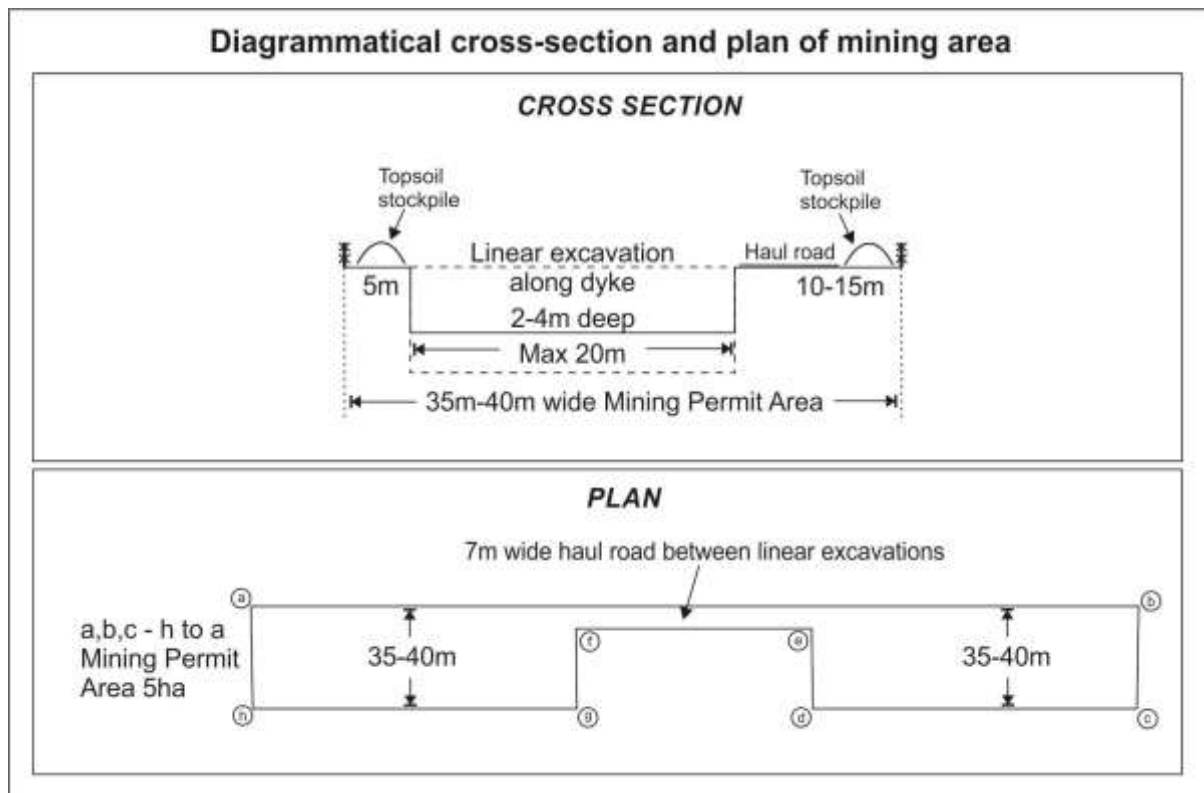 Diagrammatical cross-section and plan of mining area
CROSS SECTION
Topsoil
stockpile
Topsoil
stockpile
Linear excavation
along dyke
2-4m deep
Haul road
5m
10-15m
Max 20m
35m-40m wide Mining Permit Area
PLAN
7m wide haul road between linear excavations
a
b
a,b,c - h to a
Mining Permit
Area 5ha
35-40m
f
e
35-40m
h
g
d
c